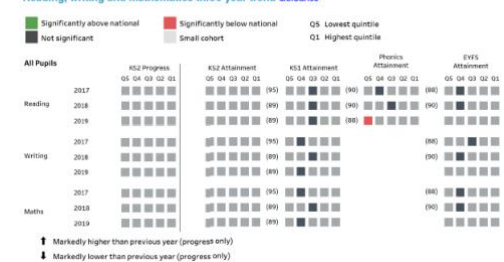 Reading, writing and mathematics three year trend Guidance
Significantly above national Significantly below national Q5 Lowest quintile
Not significant Small cohort Q1 Highest quintile
All Pupils KS2 Progress KS2 Attainment KS1 Attainment Phonics Attainment EYFS Attainment
Q5 Q4 Q3 Q2 Q1 Q5 Q4 Q3 Q2 Q1 Q5 Q4 Q3 Q2 Q1 Q5 Q4 Q3 Q2 Q1 Q5 Q4 Q3 Q2 Q1
2017 (95) (90) (88)
Reading 2018 (89) (90) (90)
2019 (89) (88)
2017 (95) (88)
Writing 2018 (89) (90)
2019 (89)
2017 (95) (88)
Maths 2018 (89) (90)
2019 (89)
Markedly higher than previous year (progress only)
Markedly lower than previous year (progress only)